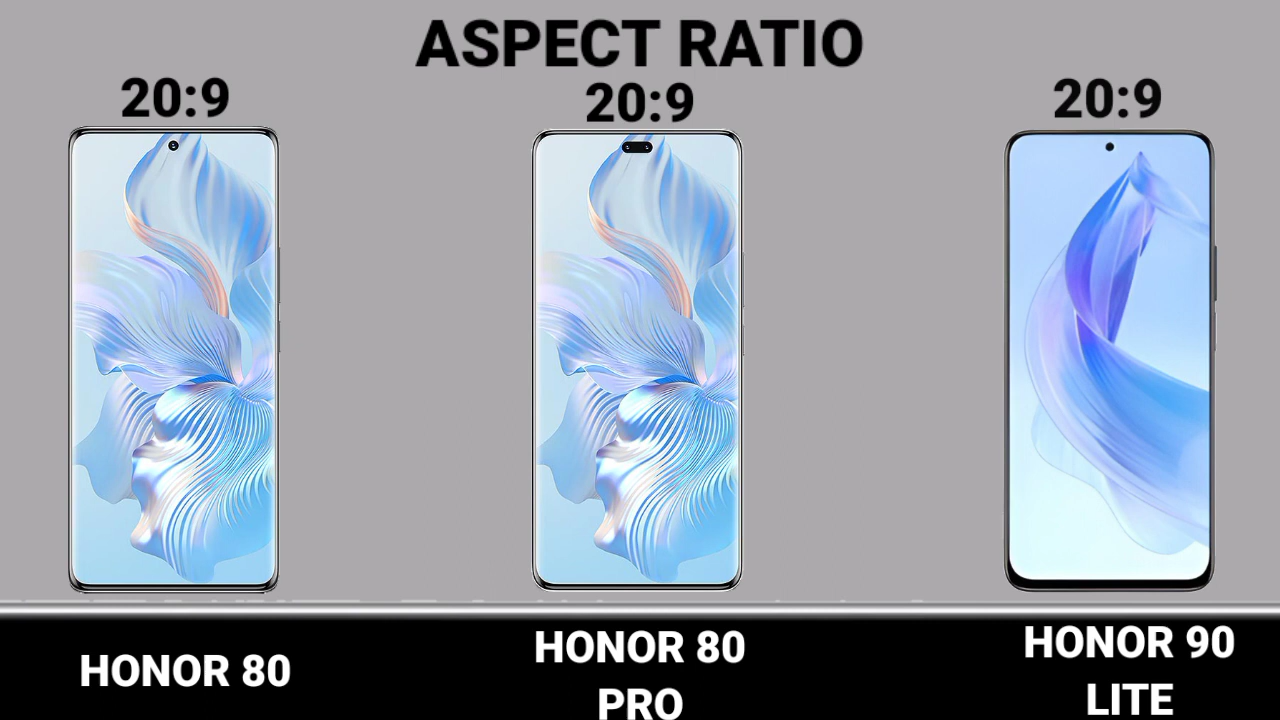 ASPECT RATIO
20:9
20:9
20:9
HONOR 80
HONOR 80
PRO
HONOR 90
LITE